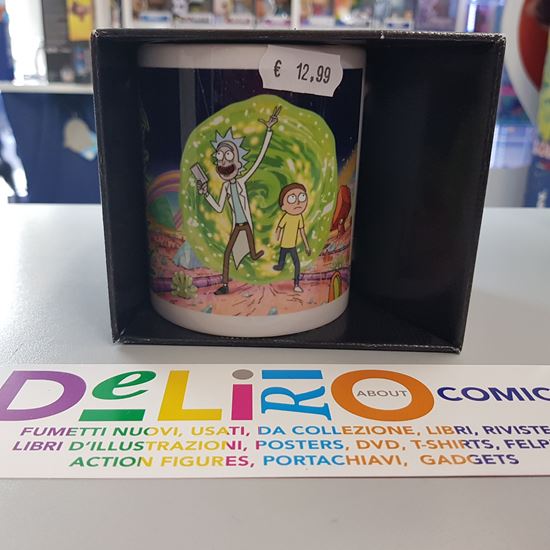 € 12,99
DeLiRIO ABOUT COMIC
FUMETTI NUOVI, USATI, DA COLLEZIONE, LIBRI, RIVISTE
LIBRI D'ILLUSTRAZIONI, POSTERS, DVD, T-SHIRTS, FELP
ACTION FIGURES, PORTACHIAVI, GADGETS